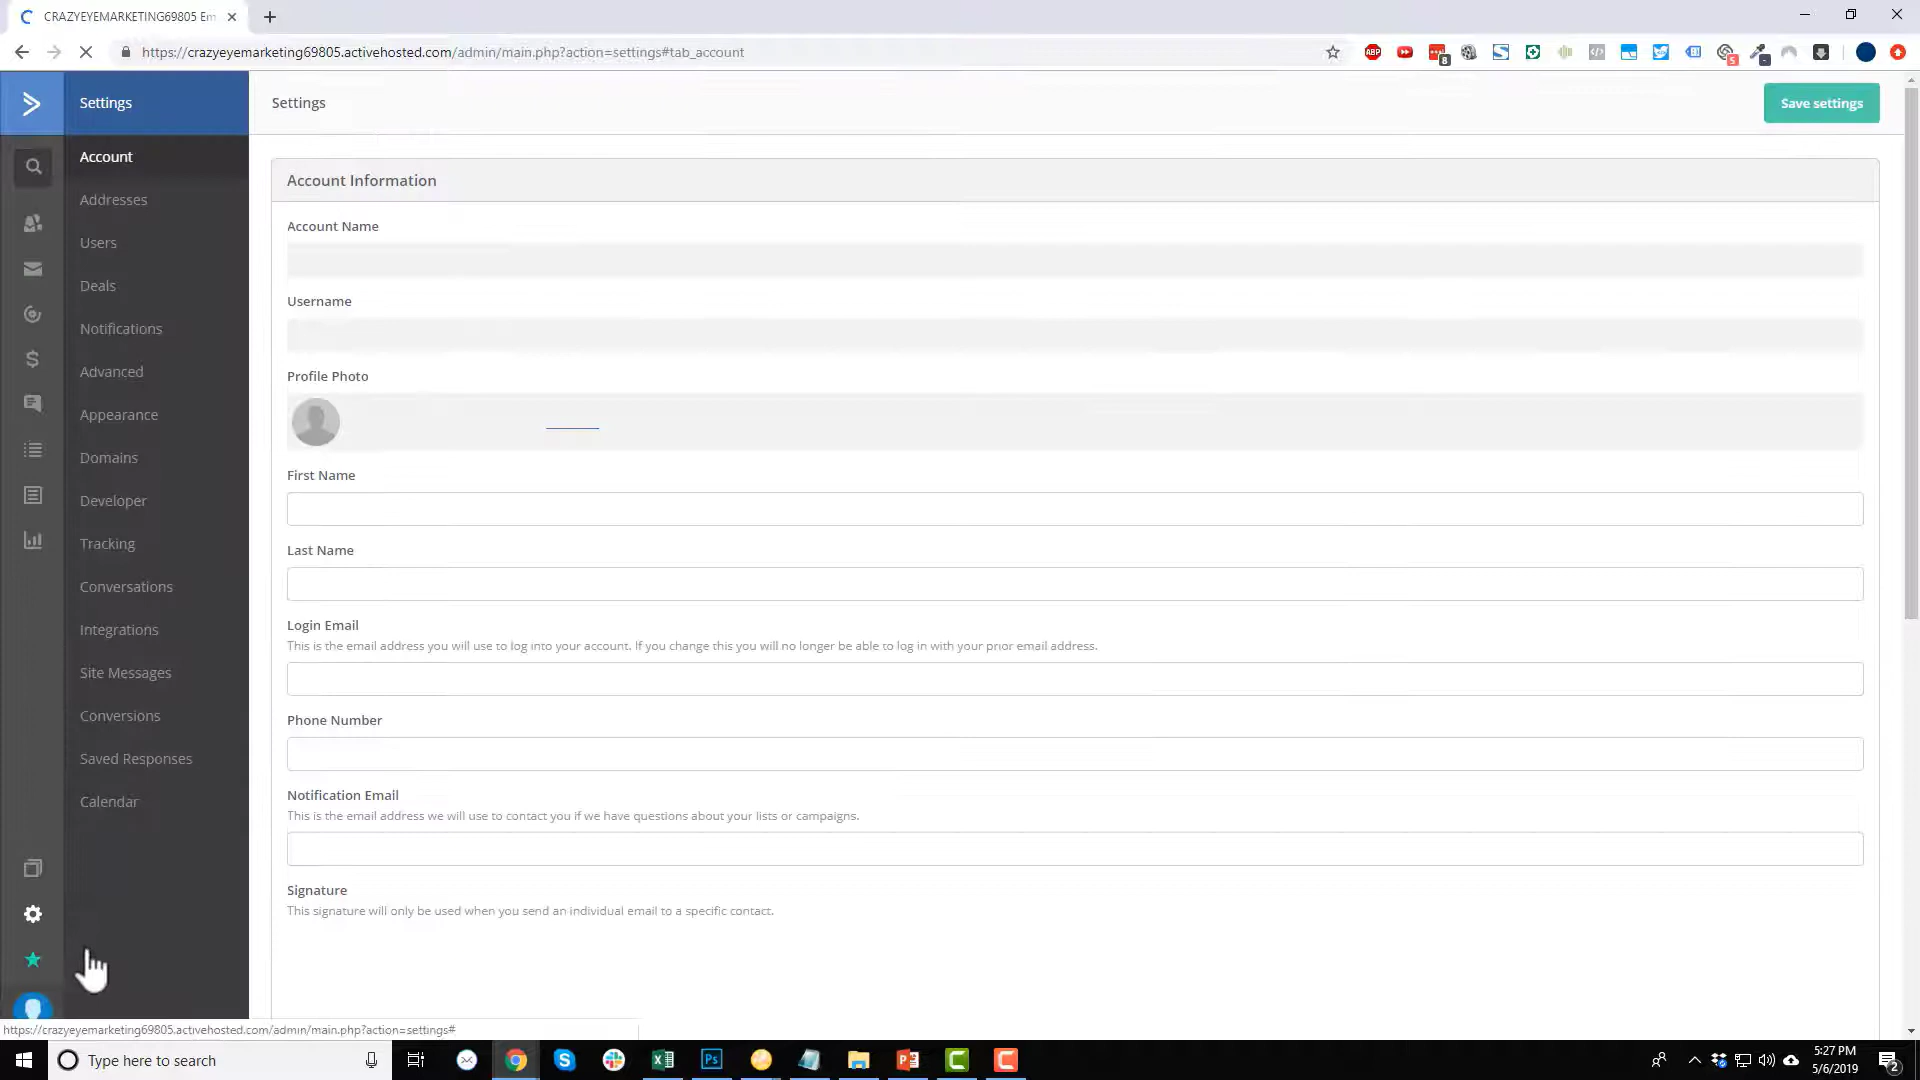 CRAZYEYEMARKETING69805 Em
https://crazyeyemarketing69805.activehosted.com/admin/main.php?action=settings#tab_account
ABP
8
5
Settings
Settings
Save settings
Account
Addresses
Users
Deals
Notifications
Advanced
Appearance
Domains
Developer
Tracking
Conversations
Integrations
Site Messages
Conversions
Saved Responses
Calendar
Account Information
Account Name
Username
Profile Photo
First Name
Last Name
Login Email
This is the email address you will use to log into your account. If you change this you will no longer be able to log in with your prior email address.
Phone Number
Notification Email
This is the email address we will use to contact you if we have questions about your lists or campaigns.
Signature
This signature will only be used when you send an individual email to a specific contact.
https://crazyeyemarketing69805.activehosted.com/admin/main.php?action=settings#
Type here to search
Ps
5:27 PM
5/6/2019
2